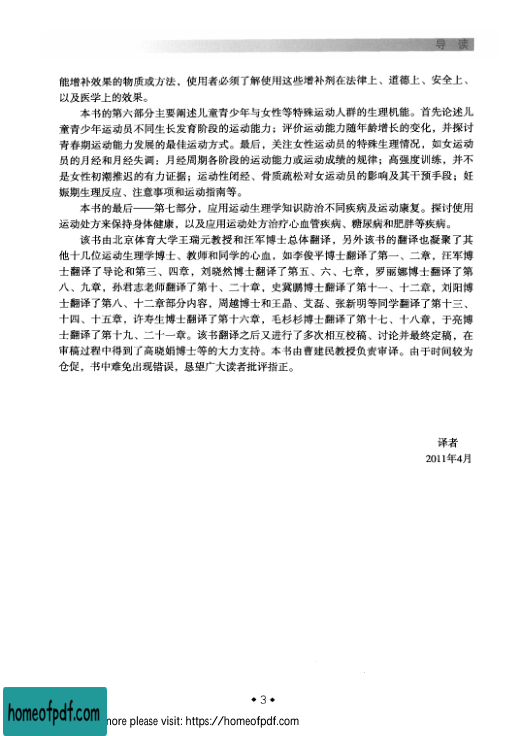 导 读
能增补效果的物质或方法，使用者必须了解使用这些增补剂在法律上、道德上、安全上、
以及医学上的效果。
本书的第六部分主要阐述儿童青少年与女性等特殊运动人群的生理机能。首先论述儿
童青少年运动员不同生长发育阶段的运动能力；评价运动能力随年龄增长的变化，并探讨
青春期运动能力发展的最佳运动方式。最后，关注女性运动员的特殊生理情况，如女运动
员的月经和月经失调；月经周期各阶段的运动能力或运动成绩的规律；高强度训练，并不
是女性初潮推迟的有力证据；运动性闭经、骨质疏松对女运动员的影响及其干预手段；妊
娠期生理反应、注意事项和运动指南等。
本书的最后——第七部分，应用运动生理学知识防治不同疾病及运动康复。探讨使用
运动处方来保持身体健康，以及应用运动处方治疗心血管疾病、糖尿病和肥胖等疾病。
该书由北京体育大学王瑞元教授和汪军博士总体翻译，另外该书的翻译也凝聚了其
他十几位运动生理学博士、教师和同学的心血，如李俊平博士翻译了第一、二章，汪军博
士翻译了导论和第三、四章，刘晓然博士翻译了第五、六、七章，罗丽娜博士翻译了第
八、九章，孙君志老师翻译了第十、二十章，史冀鹏博士翻译了第十一、十二章，刘阳博
士翻译了第八、十二章部分内容，周越博士和王晶、艾磊、张新明等同学翻译了第十三、
十四、十五章，许寿生博士翻译了第十六章，毛杉杉博士翻译了第十七、十八章，于亮博
士翻译了第十九、二十一章。该书翻译之后又进行了多次相互校稿、讨论并最终定稿，在
审稿过程中得到了高晓娟博士等的大力支持。本书由曹建民教授负责审译。由于时间较为
仓促，书中难免出现错误，恳望广大读者批评指正。
译者
2011年4月
3
homeofpdf.com
more please visit: https://homeofpdf.com